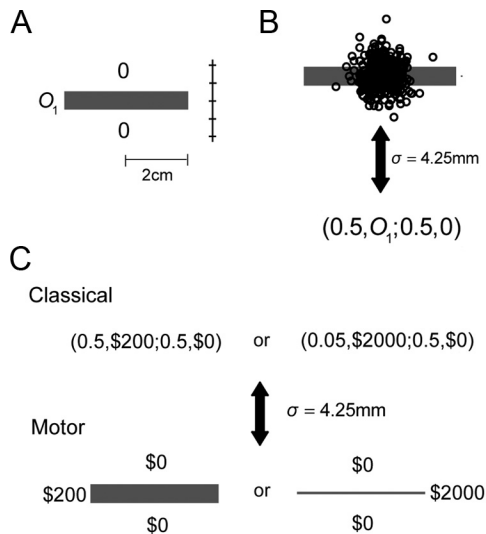 A
0
O₁
0
2cm
B
σ = 4.25mm
(0.5,O₁;0.5,0)
C
Classical
(0.5,$200;0.5,$0) or (0.05,$2000;0.5,$0)
σ = 4.25mm
Motor
$0 $0
$200 or $2000
$0 $0